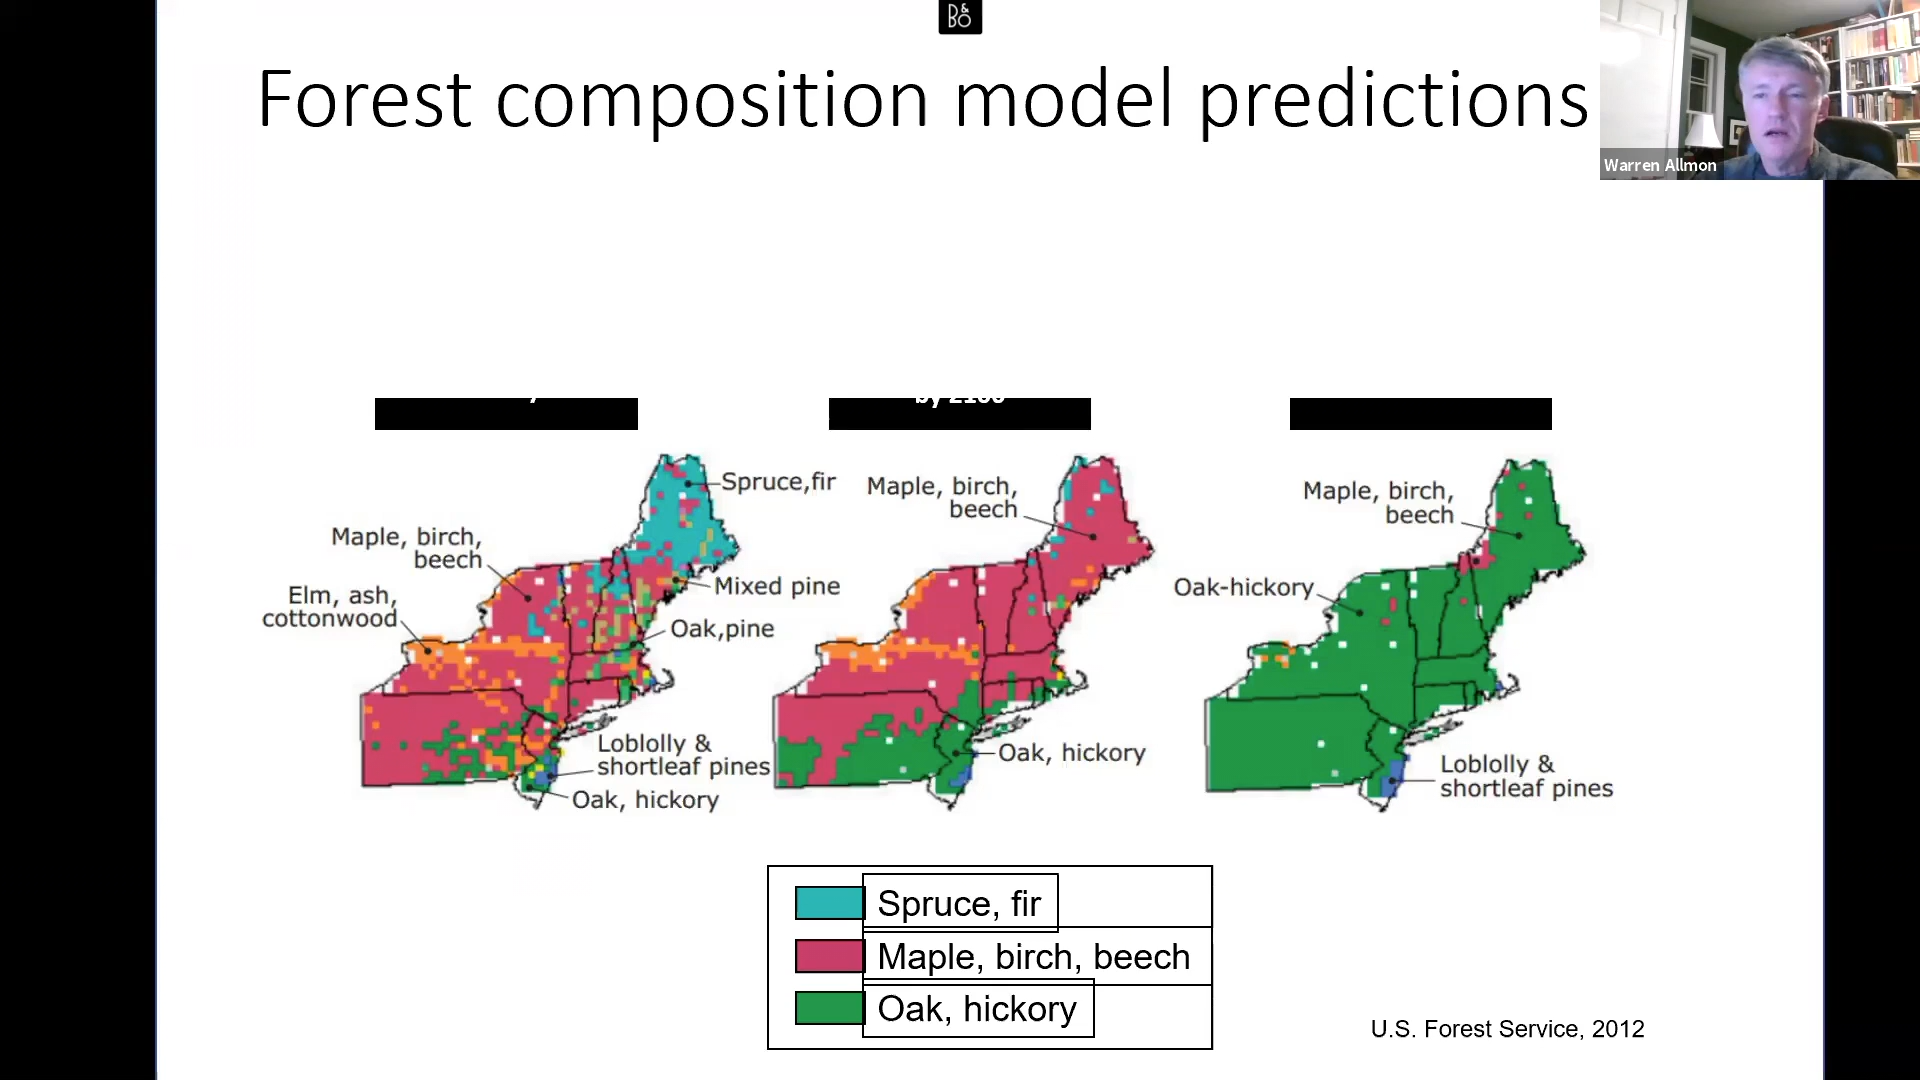 B&O
Forest composition model predictions
Warren Allmon
by 2100
Spruce,fir
Maple, birch,
beech
Elm, ash,
cottonwood
Mixed pine
Oak,pine
Loblolly &
shortleaf pines
Oak, hickory
Maple, birch,
beech
Oak, hickory
Maple, birch,
beech
Oak-hickory
Loblolly &
shortleaf pines
Spruce, fir
Maple, birch, beech
Oak, hickory
U.S. Forest Service, 2012